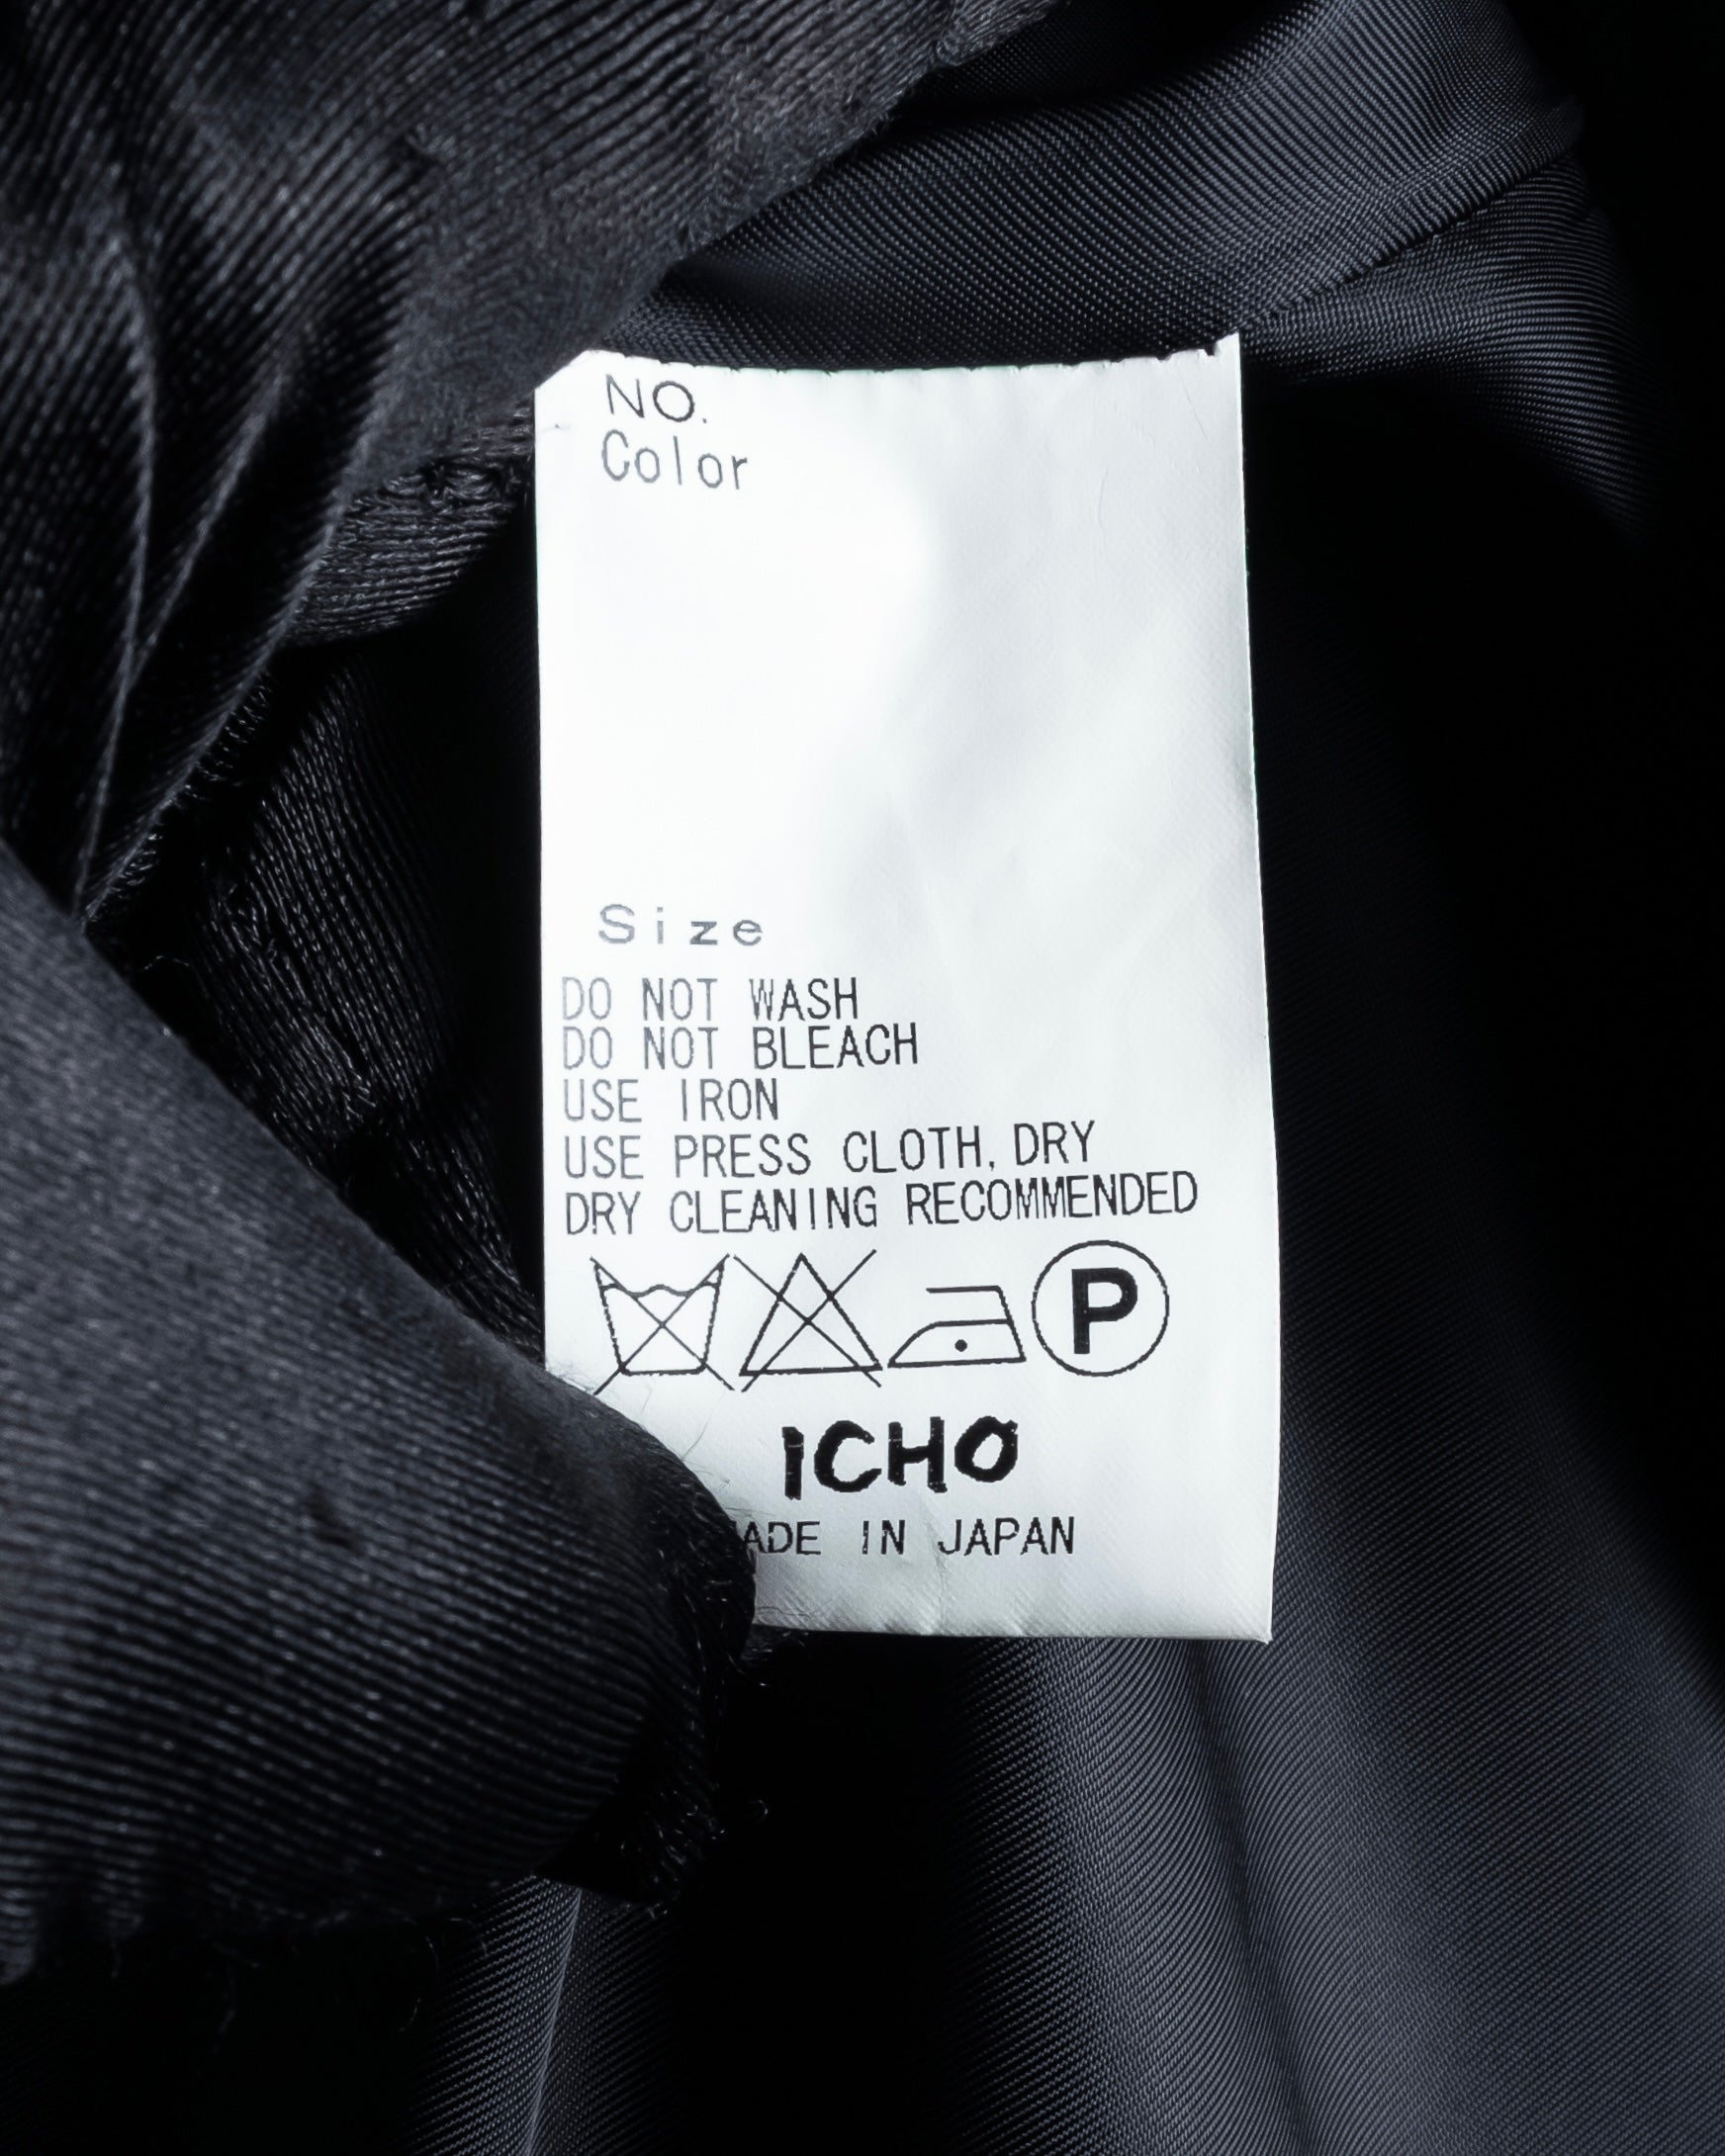 NO.
Color
Size
DO NOT WASH
DO NOT BLEACH
USE IRON
USE PRESS CLOTH, DRY
DRY CLEANING RECOMMENDED
P
ICHO
ADE IN JAPAN